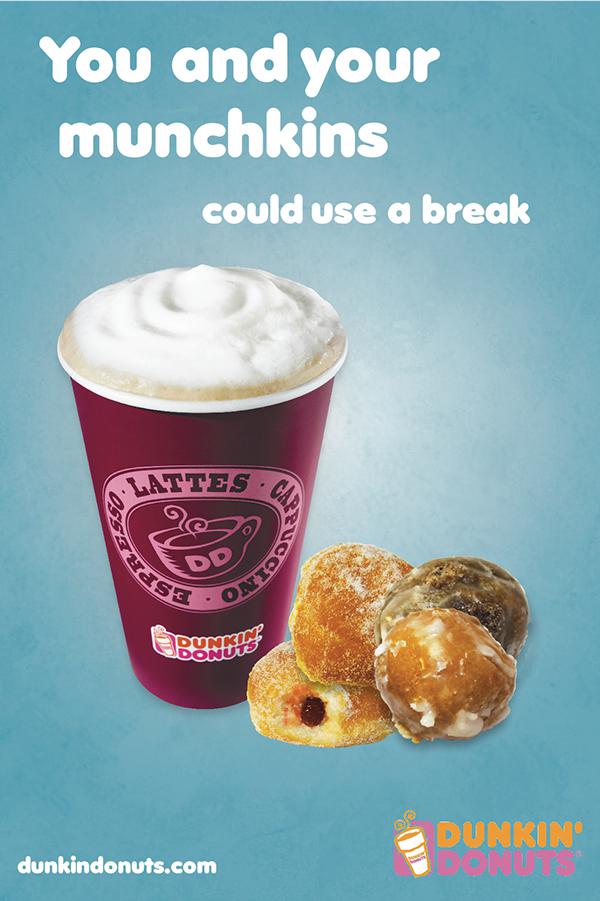 You and your
munchkins
could use a break
ESPRESSO · LATTES · CAPPUCCINO ·
DD
DUNKIN'
DONUTS
dunkindonuts.com
DUNKIN'
DONUTS